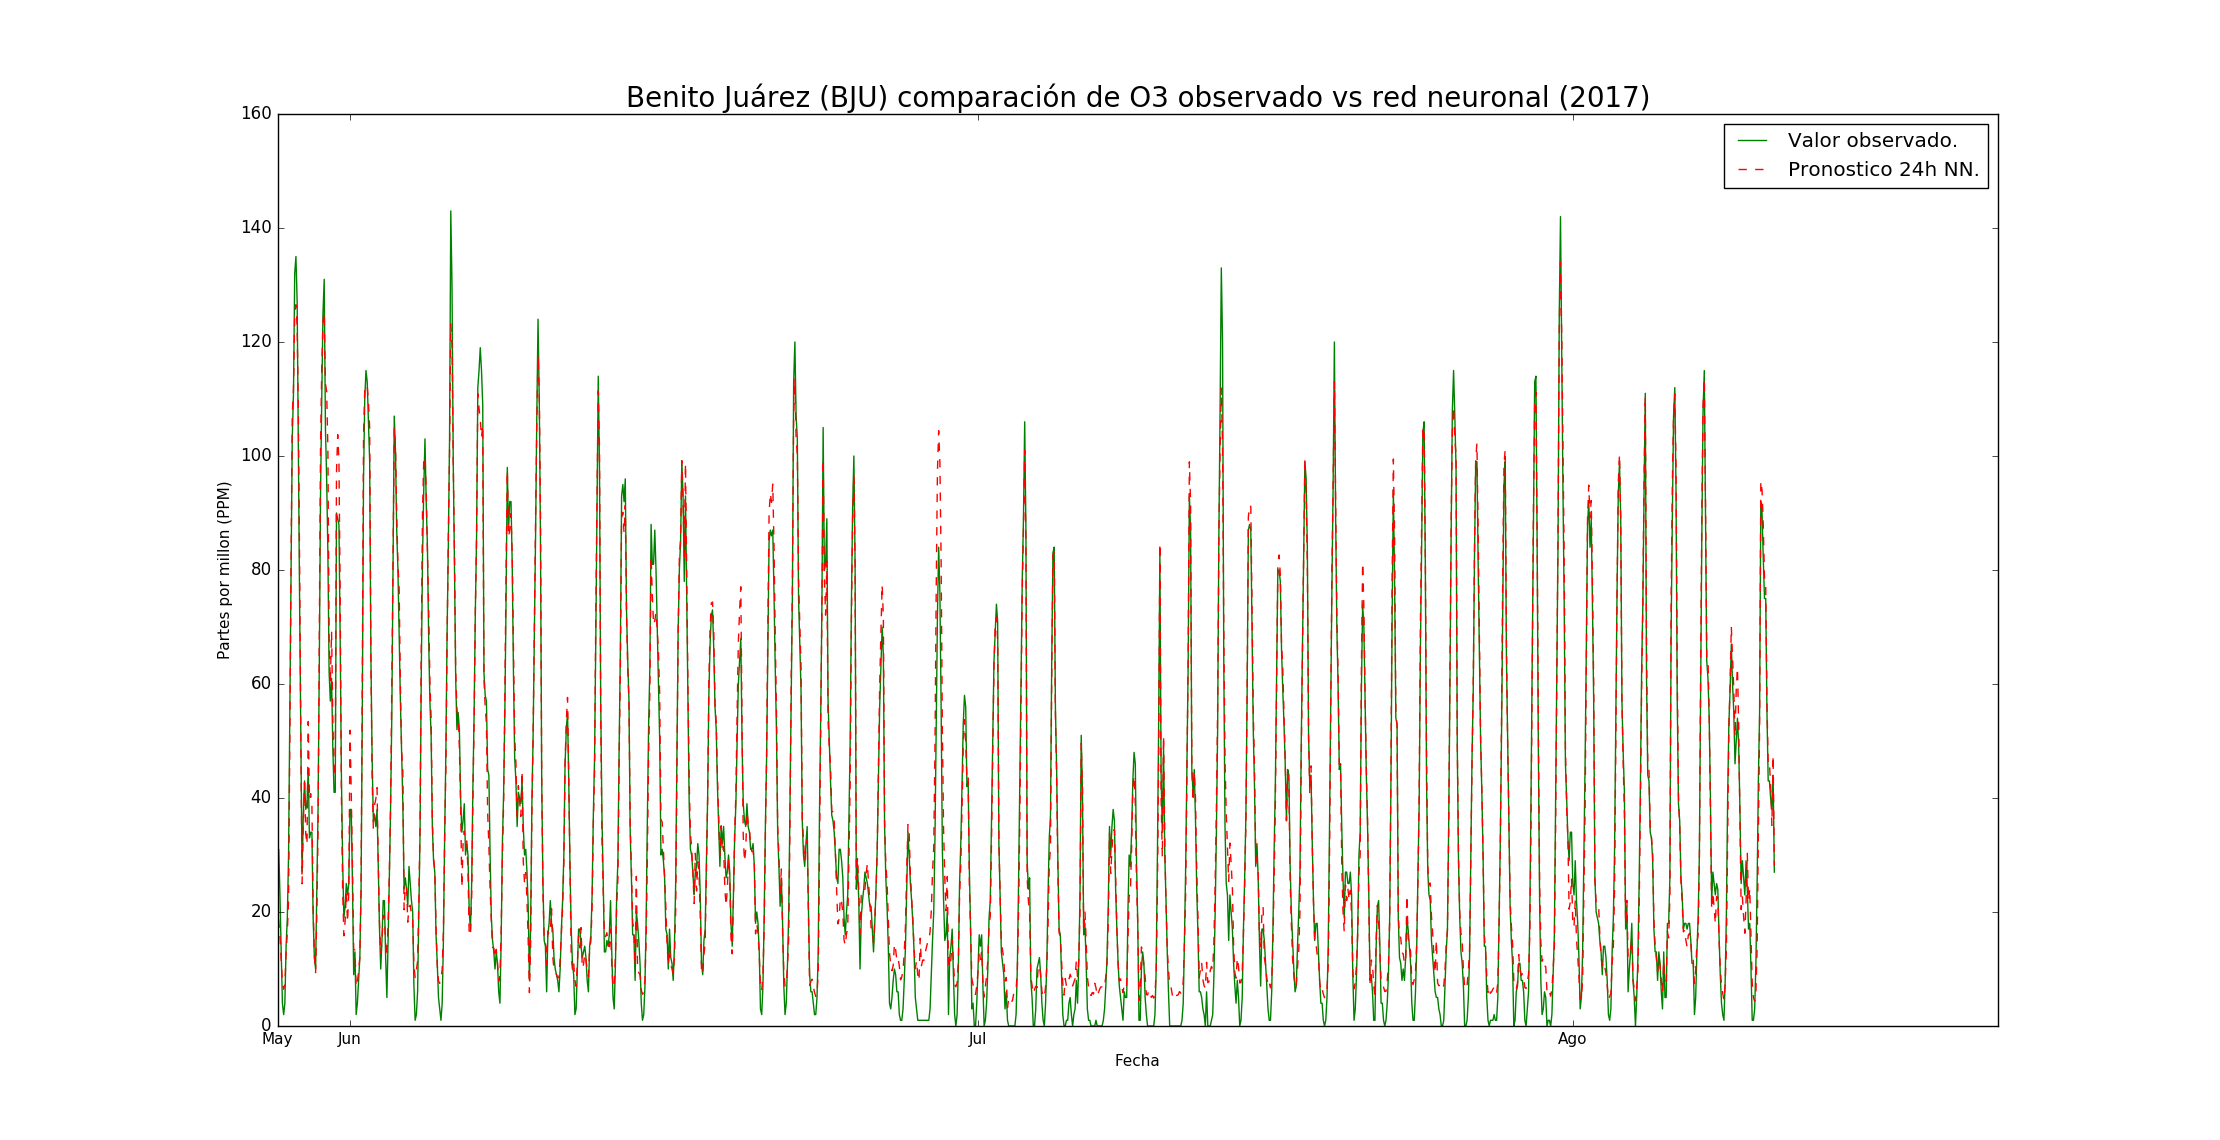 Benito Juárez (BJU) comparación de O3 observado vs red neuronal (2017)
160
140
120
100
80
60
40
20
0
Partes por millon (PPM)
Valor observado.
Pronostico 24h NN.
May
Jun
Jul
Ago
Fecha